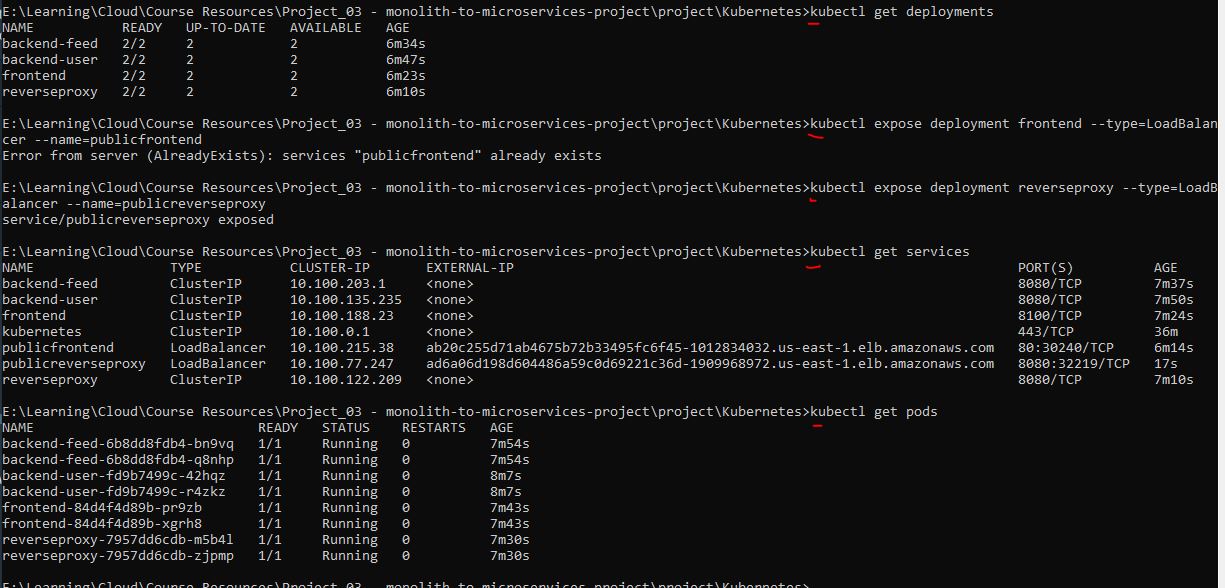 E:\Learning\Cloud\Course Resources\Project_03 - monolith-to-microservices-project\project\Kubernetes>kubectl get deployments
NAME READY UP-TO-DATE AVAILABLE AGE
backend-feed 2/2 2 2 6m34s
backend-user 2/2 2 2 6m47s
frontend 2/2 2 2 6m23s
reverseproxy 2/2 2 2 6m10s
E:\Learning\Cloud\Course Resources\Project_03 - monolith-to-microservices-project\project\Kubernetes>kubectl expose deployment frontend --type=LoadBalan
cer --name=publicfrontend
Error from server (AlreadyExists): services "publicfrontend" already exists
E:\Learning\Cloud\Course Resources\Project_03 - monolith-to-microservices-project\project\Kubernetes>kubectl expose deployment reverseproxy --type=LoadB
alancer --name=publicreverseproxy
service/publicreverseproxy exposed
E:\Learning\Cloud\Course Resources\Project_03 - monolith-to-microservices-project\project\Kubernetes>kubectl get services
NAME TYPE CLUSTER-IP EXTERNAL-IP PORT(S) AGE
backend-feed ClusterIP 10.100.203.1 <none> 8080/TCP 7m37s
backend-user ClusterIP 10.100.135.235 <none> 8080/TCP 7m50s
frontend ClusterIP 10.100.188.23 <none> 8100/TCP 7m24s
kubernetes ClusterIP 10.100.0.1 <none> 443/TCP 36m
publicfrontend LoadBalancer 10.100.215.38 ab20c255d71ab4675b72b33495fc6f45-1012834032.us-east-1.elb.amazonaws.com 80:30240/TCP 6m14s
publicreverseproxy LoadBalancer 10.100.77.247 ad6a06d198d604486a59c0d69221c36d-1909968972.us-east-1.elb.amazonaws.com 8080:32219/TCP 17s
reverseproxy ClusterIP 10.100.122.209 <none> 8080/TCP 7m10s
E:\Learning\Cloud\Course Resources\Project_03 - monolith-to-microservices-project\project\Kubernetes>kubectl get pods
NAME READY STATUS RESTARTS AGE
backend-feed-6b8dd8fdb4-bn9vq 1/1 Running 0 7m54s
backend-feed-6b8dd8fdb4-q8nhp 1/1 Running 0 7m54s
backend-user-fd9b7499c-42hqz 1/1 Running 0 8m7s
backend-user-fd9b7499c-r4zkz 1/1 Running 0 8m7s
frontend-84d4f4d89b-pr9zb 1/1 Running 0 7m43s
frontend-84d4f4d89b-xgrh8 1/1 Running 0 7m43s
reverseproxy-7957dd6cdb-m5b4l 1/1 Running 0 7m30s
reverseproxy-7957dd6cdb-zjpmp 1/1 Running 0 7m30s
E:\Learning\Cloud\Course Resources\Project_03 - monolith-to-microservices-project\project\Kubernetes>